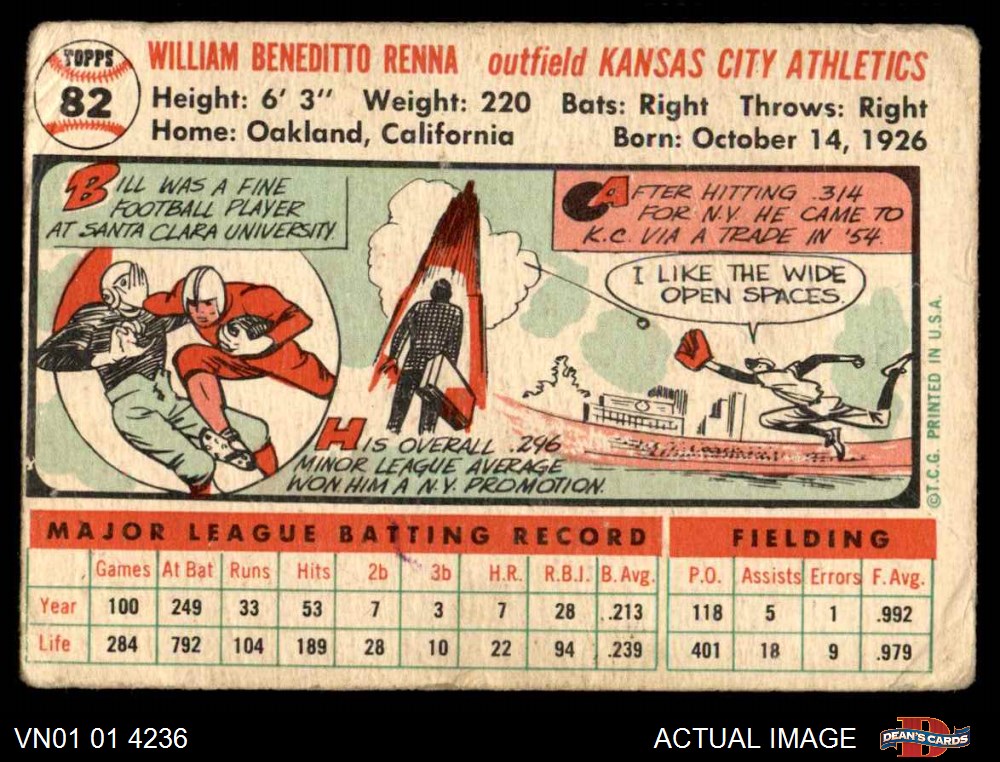 TOPPS
82
WILLIAM BENEDITTO RENNA outfield KANSAS CITY ATHLETICS
Height: 6' 3" Weight: 220 Bats: Right Throws: Right
Home: Oakland, California Born: October 14, 1926
BILL WAS A FINE
FOOTBALL PLAYER
AT SANTA CLARA UNIVERSITY.
HIS OVERALL .296
MINOR LEAGUE AVERAGE
WON HIM A N.Y. PROMOTION.
AFTER HITTING .314
FOR N.Y. HE CAME TO
K.C. VIA A TRADE IN '54.
I LIKE THE WIDE
OPEN SPACES.
©T.C.G. PRINTED IN U.S.A.
MAJOR LEAGUE BATTING RECORD FIELDING
Games At Bat Runs Hits 2b 3b H.R. R.B.I. B.Avg. P.O. Assists Errors F.Avg.
Year 100 249 33 53 7 3 7 28 .213 118 5 1 .992
Life 284 792 104 189 28 10 22 94 .239 401 18 9 .979
VN01 01 4236 ACTUAL IMAGE DEAN'S CARDS